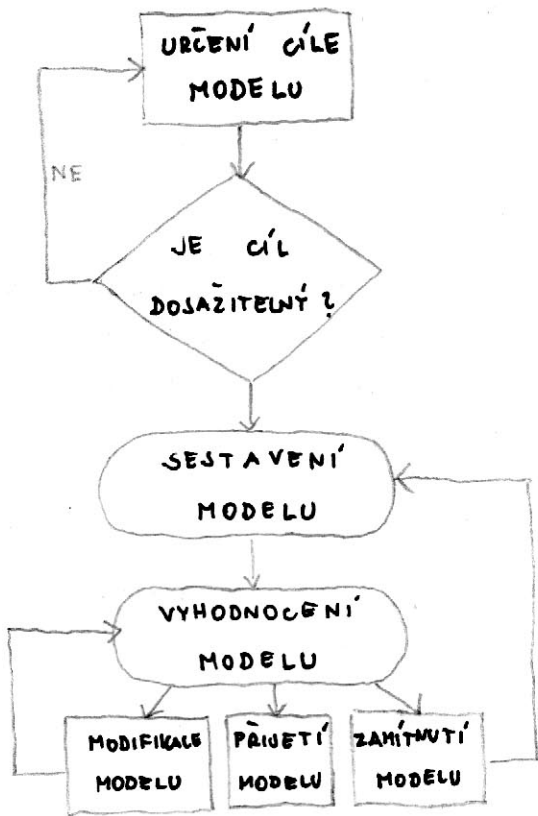 URČENÍ CÍLE
MODELU
NE
JE CÍL
DOSAŽITELNÝ?
SESTAVENÍ
MODELU
VYHODNOCENÍ
MODELU
MODIFIKACE
MODELU
PŘIJETÍ
MODELU
ZAMÍTNUTÍ
MODELU